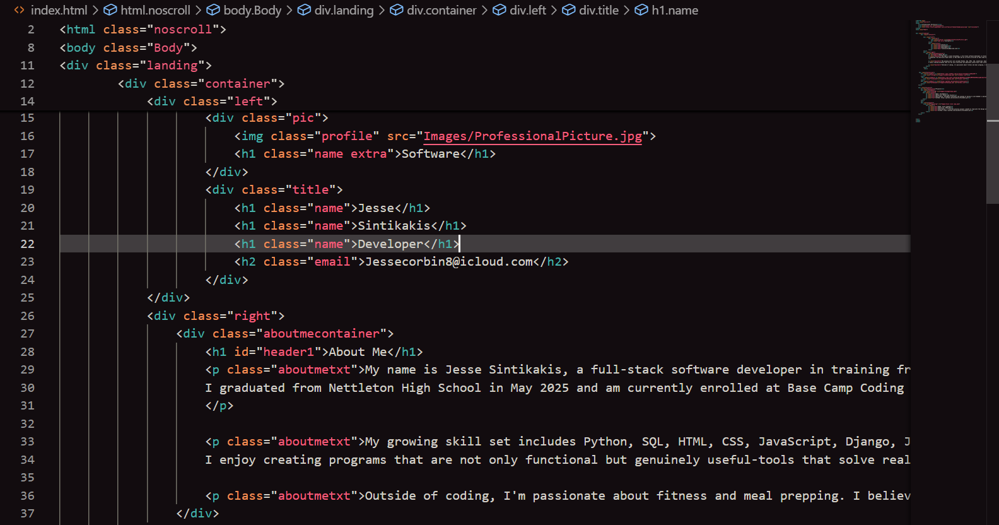 index.html > html.noscroll > body.Body > div.landing > div.container > div.left > div.title > h1.name
2 <html class="noscroll">
8 <body class="Body">
11 <div class="landing">
12 <div class="container">
14 <div class="left">
15 <div class="pic">
16 <img class="profile" src="Images/ProfessionalPicture.jpg">
17 <h1 class="name extra">Software</h1>
18 </div>
19 <div class="title">
20 <h1 class="name">Jesse</h1>
21 <h1 class="name">Sintikakis</h1>
22 <h1 class="name">Developer</h1>
23 <h2 class="email">Jessecorbin8@icloud.com</h2>
24 </div>
25 </div>
26 <div class="right">
27 <div class="aboutmecontainer">
28 <h1 id="header1">About Me</h1>
29 <p class="aboutmetxt">My name is Jesse Sintikakis, a full-stack software developer in training fr
30 I graduated from Nettleton High School in May 2025 and am currently enrolled at Base Camp Coding
31 </p>
32
33 <p class="aboutmetxt">My growing skill set includes Python, SQL, HTML, CSS, JavaScript, Django, J
34 I enjoy creating programs that are not only functional but genuinely useful-tools that solve real
35
36 <p class="aboutmetxt">Outside of coding, I'm passionate about fitness and meal prepping. I believ
37 </div>